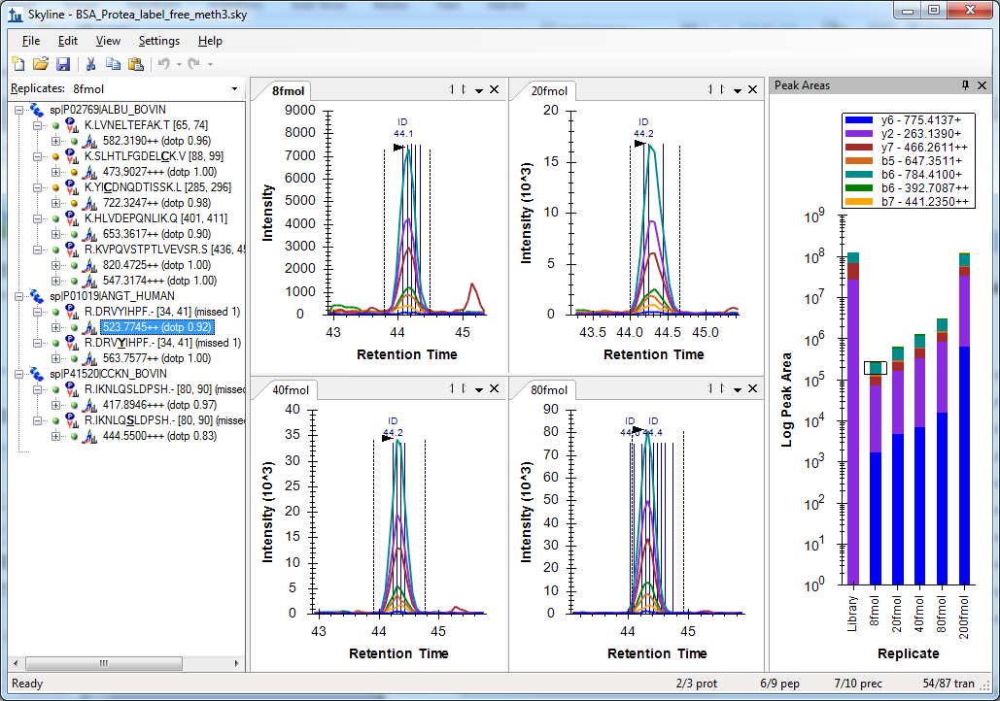 Skyline - BSA_Protea_label_free_meth3.sky
File Edit View Settings Help
Replicates: 8fmol
sp|P02769|ALBU_BOVIN
K.LVNELTEFAK.T [65, 74]
582.3190++ (dotp 0.96)
K.SLHTLFGDELCK.V [88, 99]
473.9027+++ (dotp 1.00)
K.YICDNQDTISSK.L [285, 296]
722.3247++ (dotp 0.98)
K.HLVDEPQNLIK.Q [401, 411]
653.3617++ (dotp 0.90)
R.KVPQVSTPTLVEVSR.S [436, 45
820.4725++ (dotp 1.00)
547.3174+++ (dotp 1.00)
sp|P01019|ANGT_HUMAN
R.DRVYIHPF.- [34, 41] (missed 1)
523.7745++ (dotp 0.92)
R.DRVYIHPF.- [34, 41] (missed 1)
563.7577++ (dotp 1.00)
sp|P41520|CCKN_BOVIN
R.IKNLQSLDPSH.- [80, 90] (missed
417.8946+++ (dotp 0.97)
R.IKNLQSLDPSH.- [80, 90] (missed
444.5500+++ (dotp 0.83)
8fmol
9000
8000
7000
6000
5000
4000
3000
2000
1000
0
Intensity
ID
44.1
43 44 45
Retention Time
20fmol
20
15
10
5
0
Intensity (10^3)
ID
44.2
43.5 44.0 44.5 45.0
Retention Time
40fmol
40
35
30
25
20
15
10
5
0
Intensity (10^3)
ID
44.2
43 44 45
Retention Time
80fmol
90
80
70
60
50
40
30
20
10
0
Intensity (10^3)
ID ID
44.4
44 45
Retention Time
Peak Areas
y6 - 775.4137+
y2 - 263.1390+
y7 - 466.2611++
b5 - 647.3511+
b6 - 784.4100+
b6 - 392.7087++
b7 - 441.2350++
10^9
10^8
10^7
10^6
10^5
10^4
10^3
10^2
10^1
10^0
Log Peak Area
Library 8fmol 20fmol 40fmol 80fmol 200fmol
Replicate
Ready 2/3 prot 6/9 pep 7/10 prec 54/87 tran